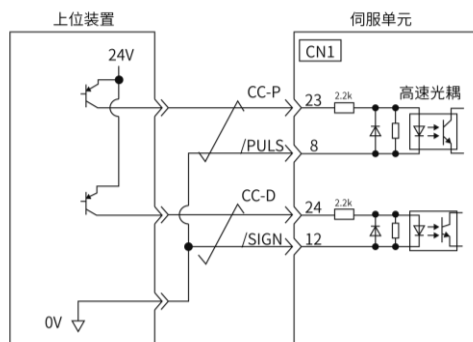 上位装置
伺服单元
24V
CN1
CC-P
23
2.2k
高速光耦
/PULS
8
CC-D
24
2.2k
/SIGN
12
0V